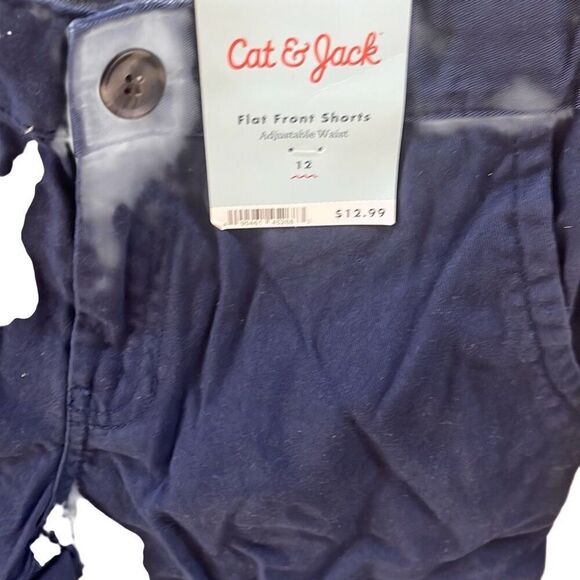 Cat & Jack
Flat Front Shorts
Adjustable Waist
12
$12.99